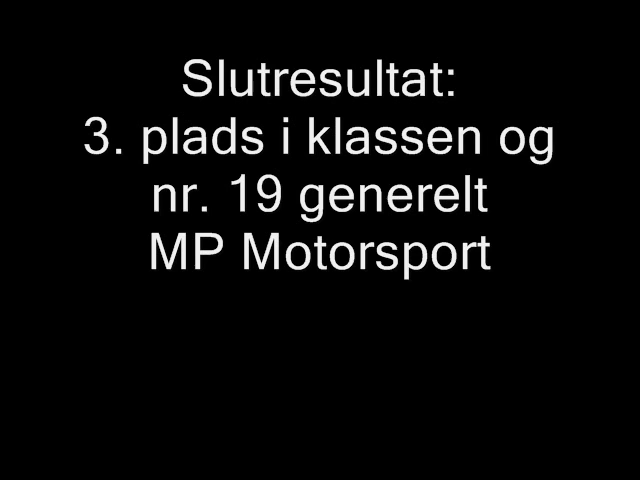 Slutresultat:
3. plads i klassen og
nr. 19 generelt
MP Motorsport